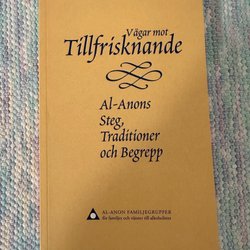 Vägar mot
Tillfrisknande
Al-Anons
Steg,
Traditioner
och Begrepp
AL-ANON FAMILJEGRUPPER
för familjer och vänner till alkoholister